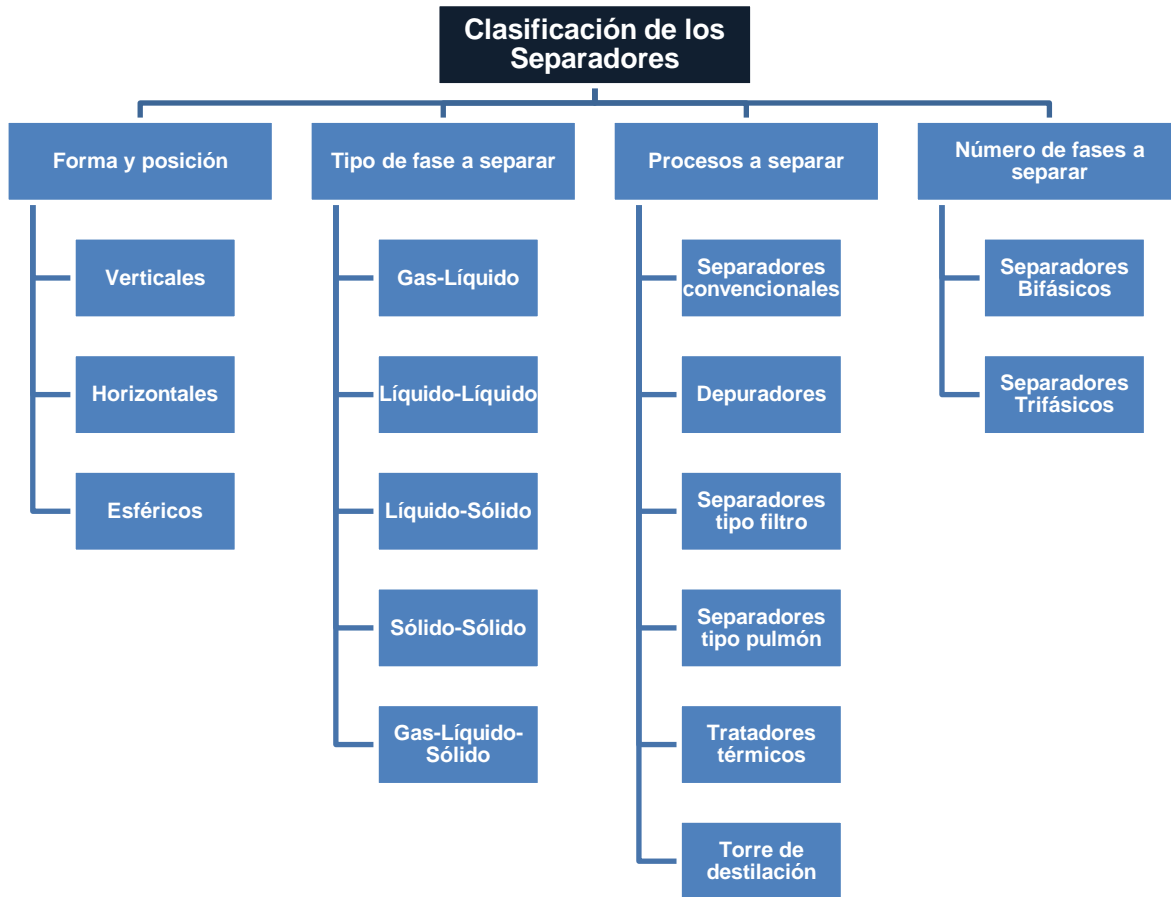 Clasificación de los
Separadores
Forma y posición
Verticales
Horizontales
Esféricos
Tipo de fase a separar
Gas-Líquido
Líquido-Líquido
Líquido-Sólido
Sólido-Sólido
Gas-Líquido-
Sólido
Procesos a separar
Separadores
convencionales
Depuradores
Separadores
tipo filtro
Separadores
tipo pulmón
Tratadores
térmicos
Torre de
destilación
Número de fases a
separar
Separadores
Bifásicos
Separadores
Trifásicos